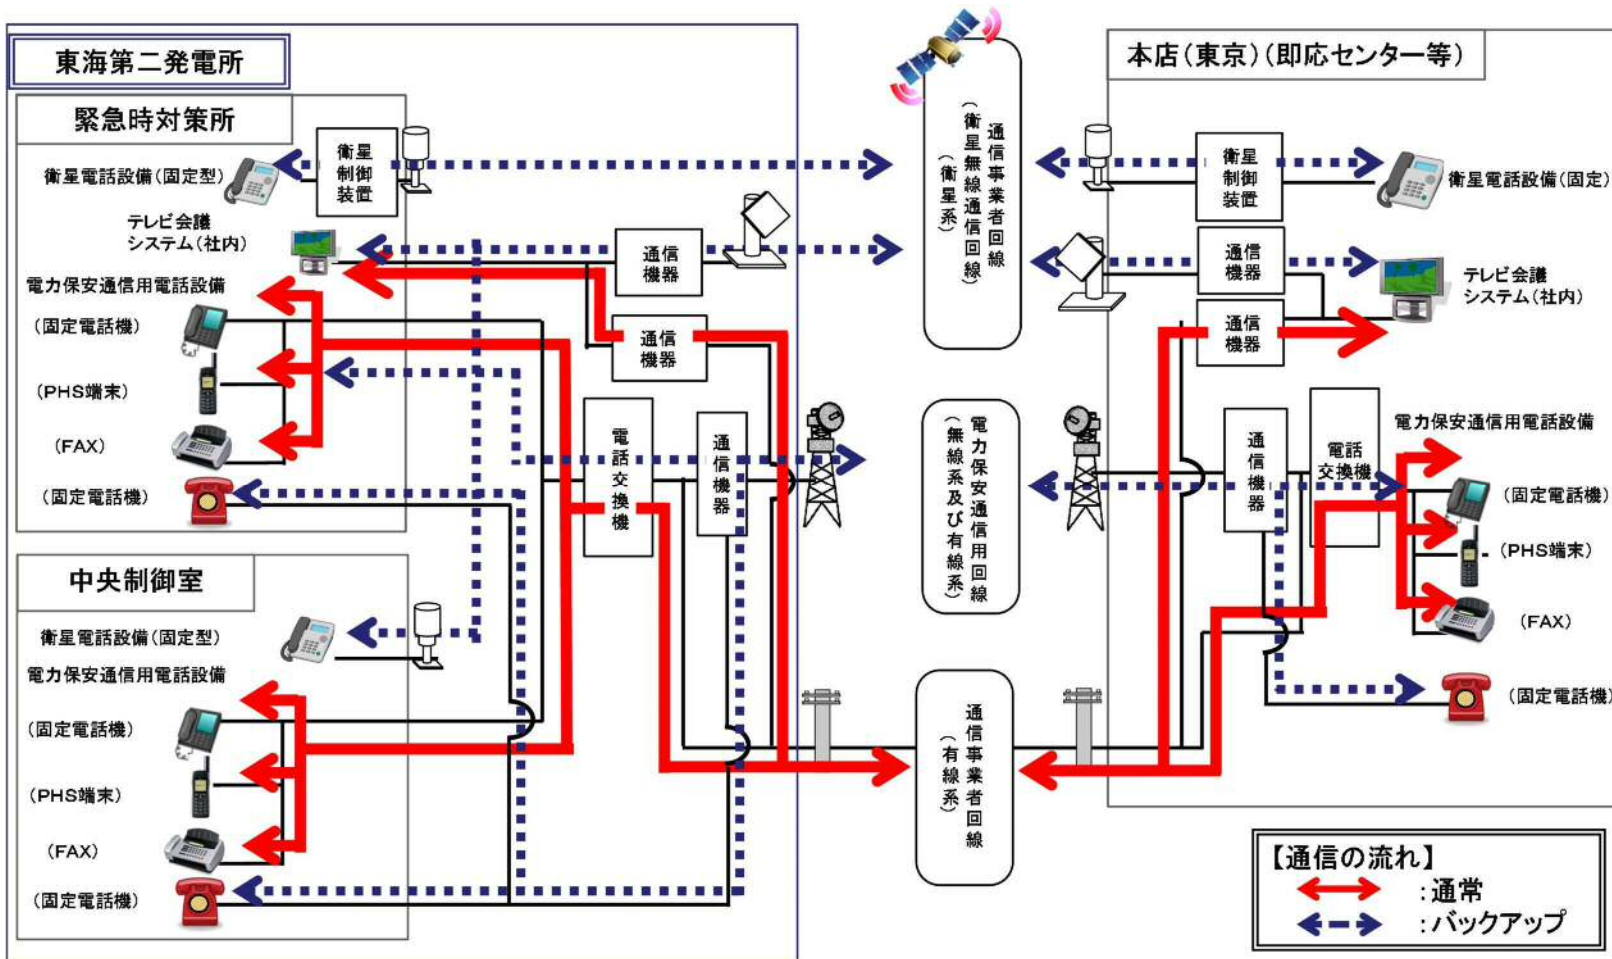 東海第二発電所
緊急時対策所
衛星電話設備(固定型)
衛星
制御
装置
テレビ会議
システム(社内)
通信
機器
電力保安通信用電話設備
(固定電話機)
通信
機器
(PHS端末)
(FAX)
(固定電話機)
電話交換機
通信機器
中央制御室
衛星電話設備(固定型)
電力保安通信用電話設備
(固定電話機)
(PHS端末)
(FAX)
(固定電話機)
通信事業者回線
(衛星無線通信回線)
(衛星系)
電力保安通信用回線
(無線系及び有線系)
通信事業者回線
(有線系)
本店(東京)(即応センター等)
衛星
制御
装置
衛星電話設備(固定)
通信
機器
テレビ会議
システム(社内)
通信
機器
通信機器
電話
交換機
電力保安通信用電話設備
(固定電話機)
(PHS端末)
(FAX)
(固定電話機)
【通信の流れ】
:通常
:バックアップ